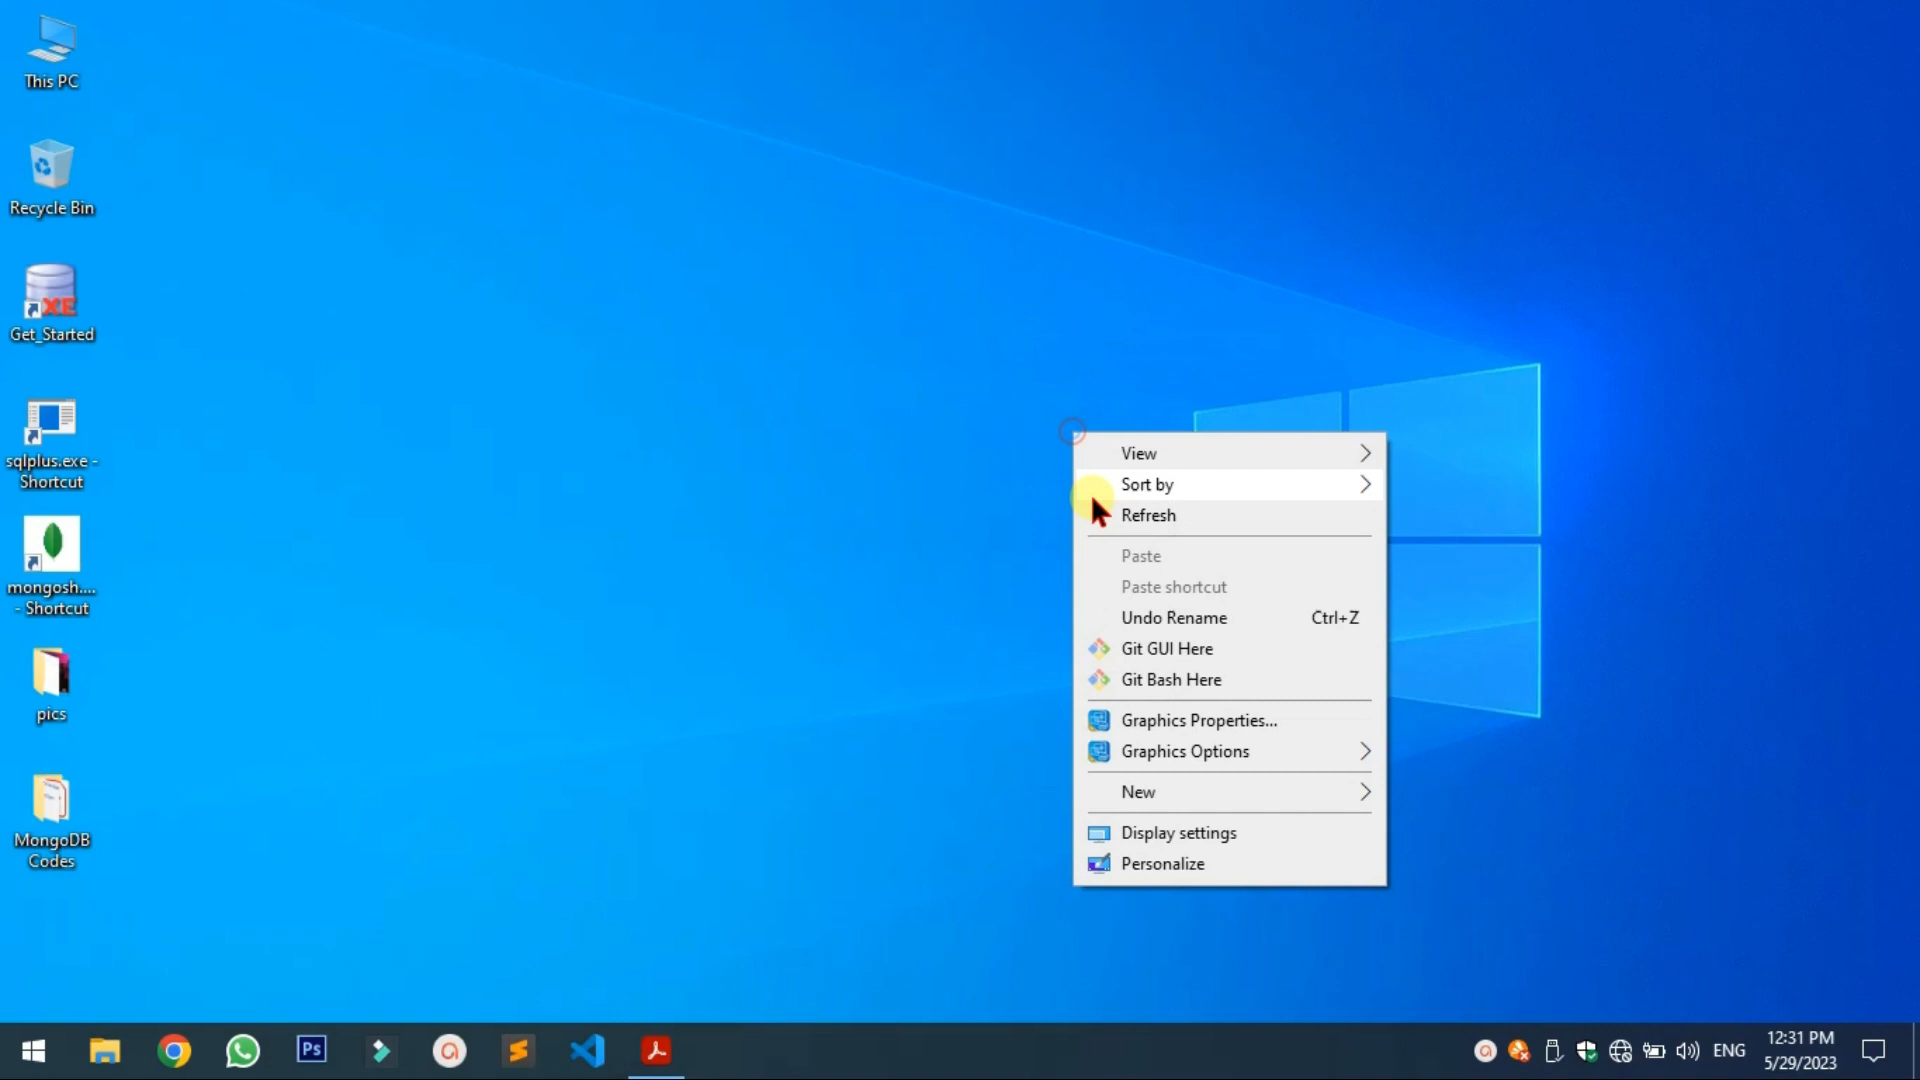 This PC
Recycle Bin
XE
Get_Started
sqlplus.exe -
Shortcut
mongosh....
- Shortcut
pics
MongoDB
Codes
View
Sort by
Refresh
Paste
Paste shortcut
Undo Rename Ctrl+Z
Git GUI Here
Git Bash Here
Graphics Properties...
Graphics Options
New
Display settings
Personalize
Ps
ENG
12:31 PM
5/29/2023